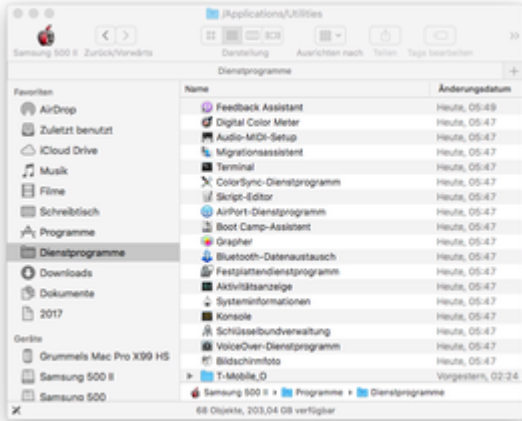 /Applications/Utilities
Samsung 500 II Zurück/Vorwärts Darstellung Ausrichten nach Teilen Tags bearbeiten
Dienstprogramme
Favoriten
AirDrop
Zuletzt benutzt
iCloud Drive
Musik
Filme
Schreibtisch
Programme
Dienstprogramme
Downloads
Dokumente
2017
Geräte
Grummels Mac Pro X99 HS
Samsung 500 II
Samsung 500
Name Änderungsdatum
Feedback Assistant Heute, 05:49
Digital Color Meter Heute, 05:47
Audio-MIDI-Setup Heute, 05:47
Migrationsassistent Heute, 05:47
Terminal Heute, 05:47
ColorSync-Dienstprogramm Heute, 05:47
Skript-Editor Heute, 05:47
AirPort-Dienstprogramm Heute, 05:47
Boot Camp-Assistent Heute, 05:47
Grapher Heute, 05:47
Bluetooth-Datenaustausch Heute, 05:47
Festplattendienstprogramm Heute, 05:47
Aktivitätsanzeige Heute, 05:47
Systeminformationen Heute, 05:47
Konsole Heute, 05:47
Schlüsselbundverwaltung Heute, 05:47
VoiceOver-Dienstprogramm Heute, 05:47
Bildschirmfoto Heute, 05:47
T-Mobile_O Vorgestern, 02:24
Samsung 500 II Programme Dienstprogramme
68 Objekte, 203,04 GB verfügbar